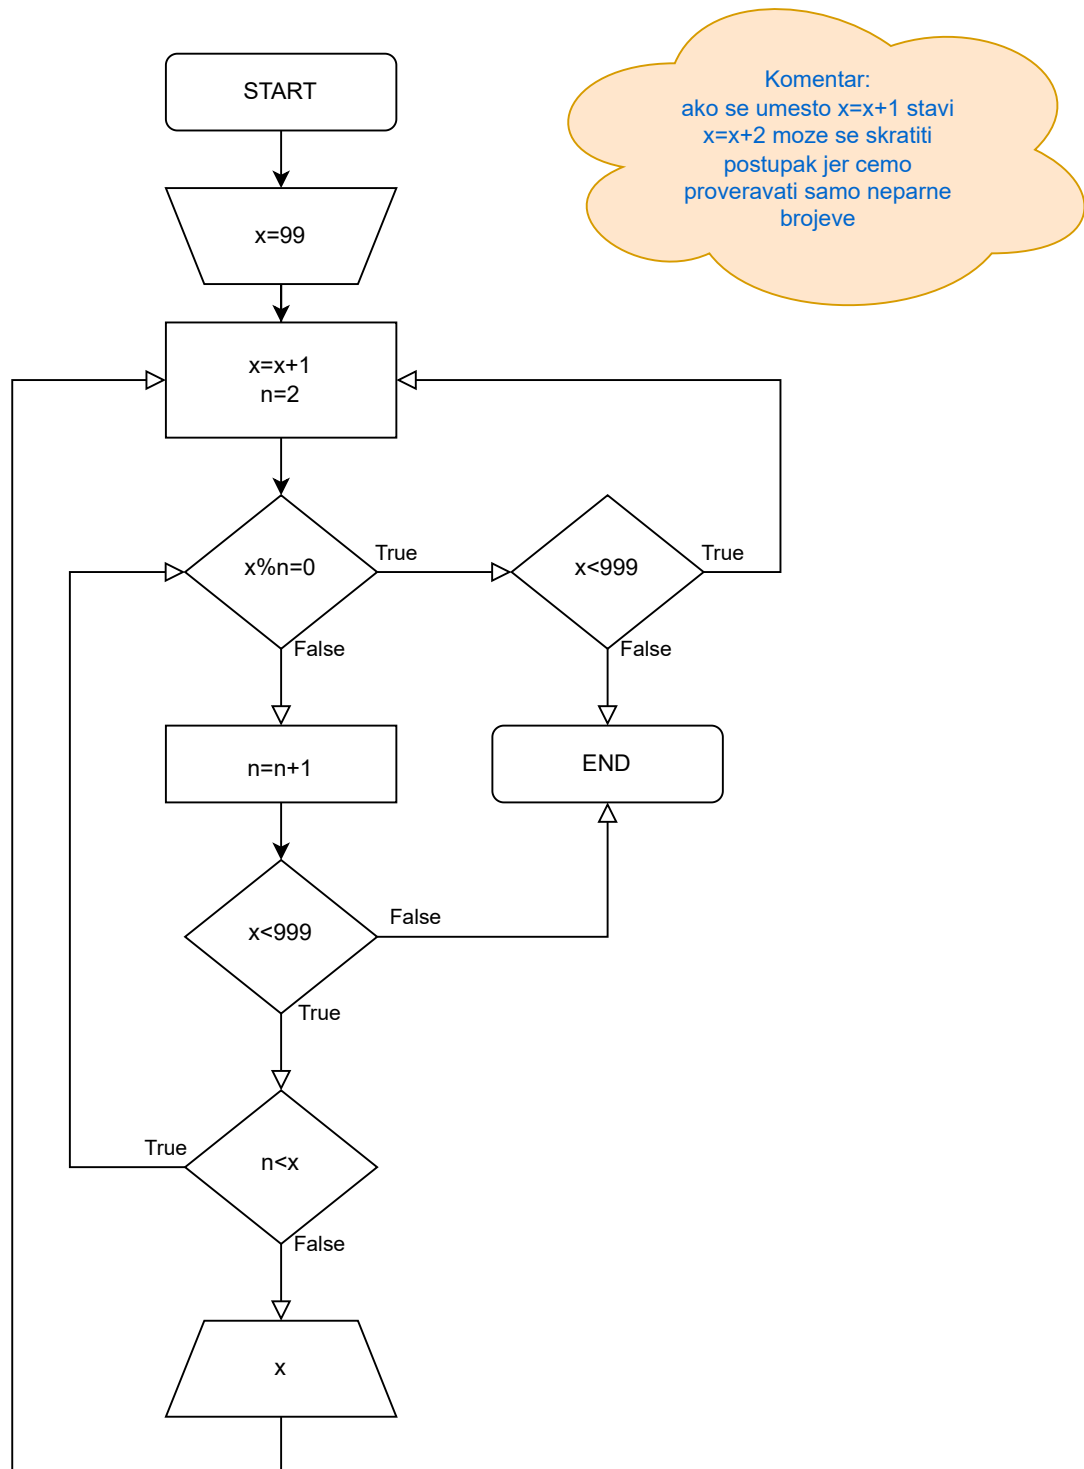 START
Komentar:
ako se umesto x=x+1 stavi
x=x+2 moze se skratiti
postupak jer cemo
proveravati samo neparne
brojeve
x=99
x=x+1
n=2
x%n=0
True
x<999
True
False
False
n=n+1
END
x<999
False
True
True
n<x
False
x